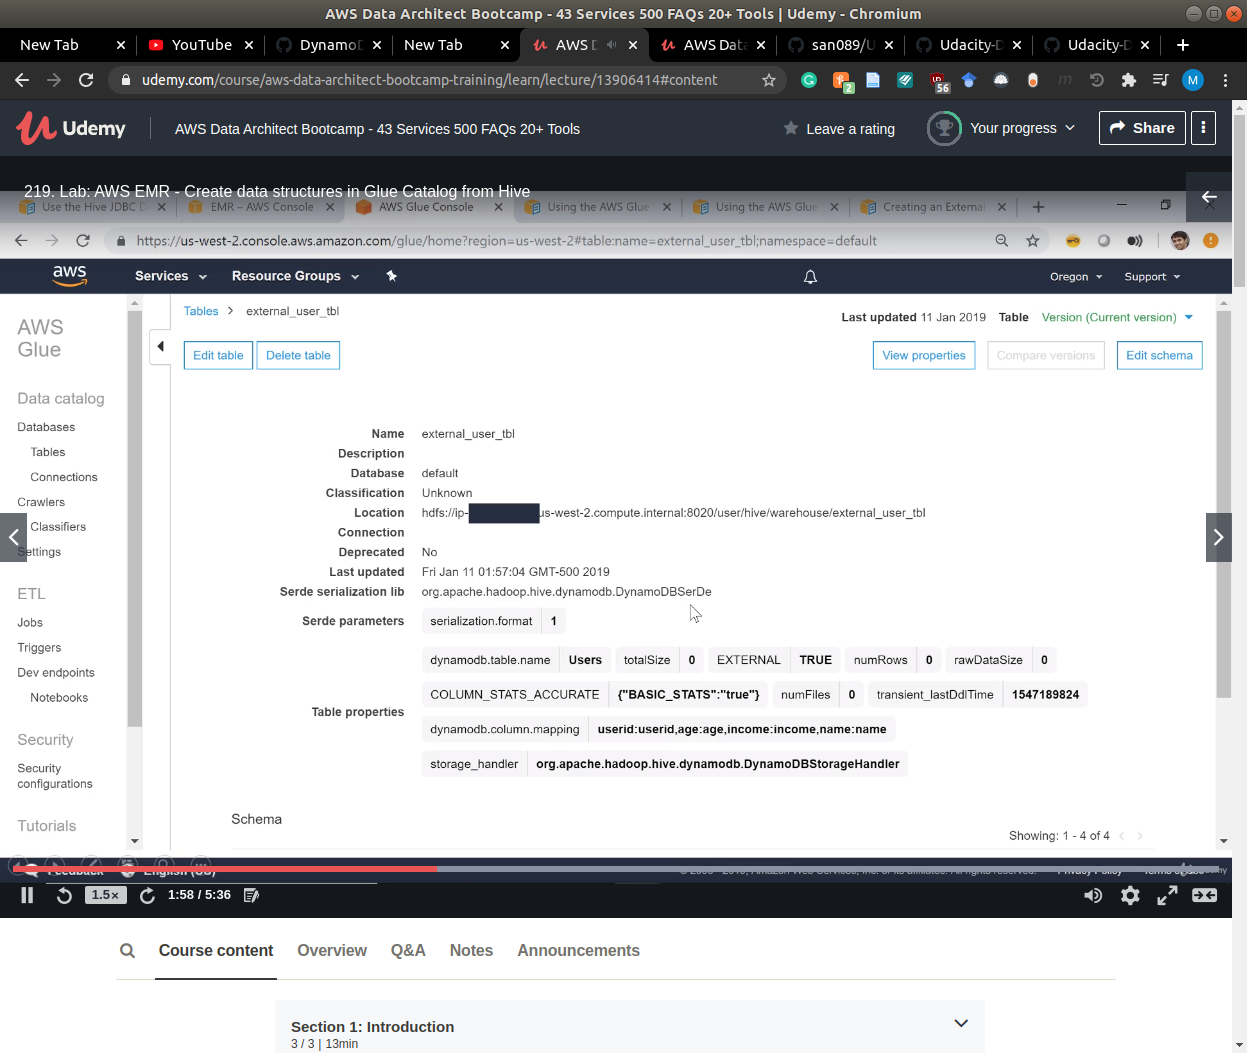 AWS Data Architect Bootcamp - 43 Services 500 FAQs 20+ Tools | Udemy - Chromium
New Tab
YouTube
DynamoD
New Tab
AWS D
AWS Data
san089/U
Udacity-D
Udacity-D
udemy.com/course/aws-data-architect-bootcamp-training/learn/lecture/13906414#content
2
56
M
Udemy
AWS Data Architect Bootcamp - 43 Services 500 FAQs 20+ Tools
Leave a rating
Your progress
Share
219. Lab: AWS EMR - Create data structures in Glue Catalog from Hive
Use the Hive JDBC D
EMR – AWS Console
AWS Glue Console
Using the AWS Glue
Using the AWS Glue
Creating an External
https://us-west-2.console.aws.amazon.com/glue/home?region=us-west-2#table:name=external_user_tbl;namespace=default
aws
Services
Resource Groups
Oregon
Support
AWS Glue
Data catalog
Databases
Tables
Connections
Crawlers
Classifiers
Settings
ETL
Jobs
Triggers
Dev endpoints
Notebooks
Security
Security configurations
Tutorials
Tables > external_user_tbl
Last updated 11 Jan 2019 Table Version (Current version)
Edit table
Delete table
View properties
Compare versions
Edit schema
Name external_user_tbl
Description
Database default
Classification Unknown
Location hdfs://ip- us-west-2.compute.internal:8020/user/hive/warehouse/external_user_tbl
Connection
Deprecated No
Last updated Fri Jan 11 01:57:04 GMT-500 2019
Serde serialization lib org.apache.hadoop.hive.dynamodb.DynamoDBSerDe
Serde parameters serialization.format 1
dynamodb.table.name Users totalSize 0 EXTERNAL TRUE numRows 0 rawDataSize 0
COLUMN_STATS_ACCURATE {"BASIC_STATS":"true"} numFiles 0 transient_lastDdlTime 1547189824
Table properties
dynamodb.column.mapping userid:userid,age:age,income:income,name:name
storage_handler org.apache.hadoop.hive.dynamodb.DynamoDBStorageHandler
Schema
Showing: 1 - 4 of 4
Feedback
English (US)
Privacy Policy
1.5×
1:58 / 5:36
Course content
Overview
Q&A
Notes
Announcements
Section 1: Introduction
3 / 3 | 13min